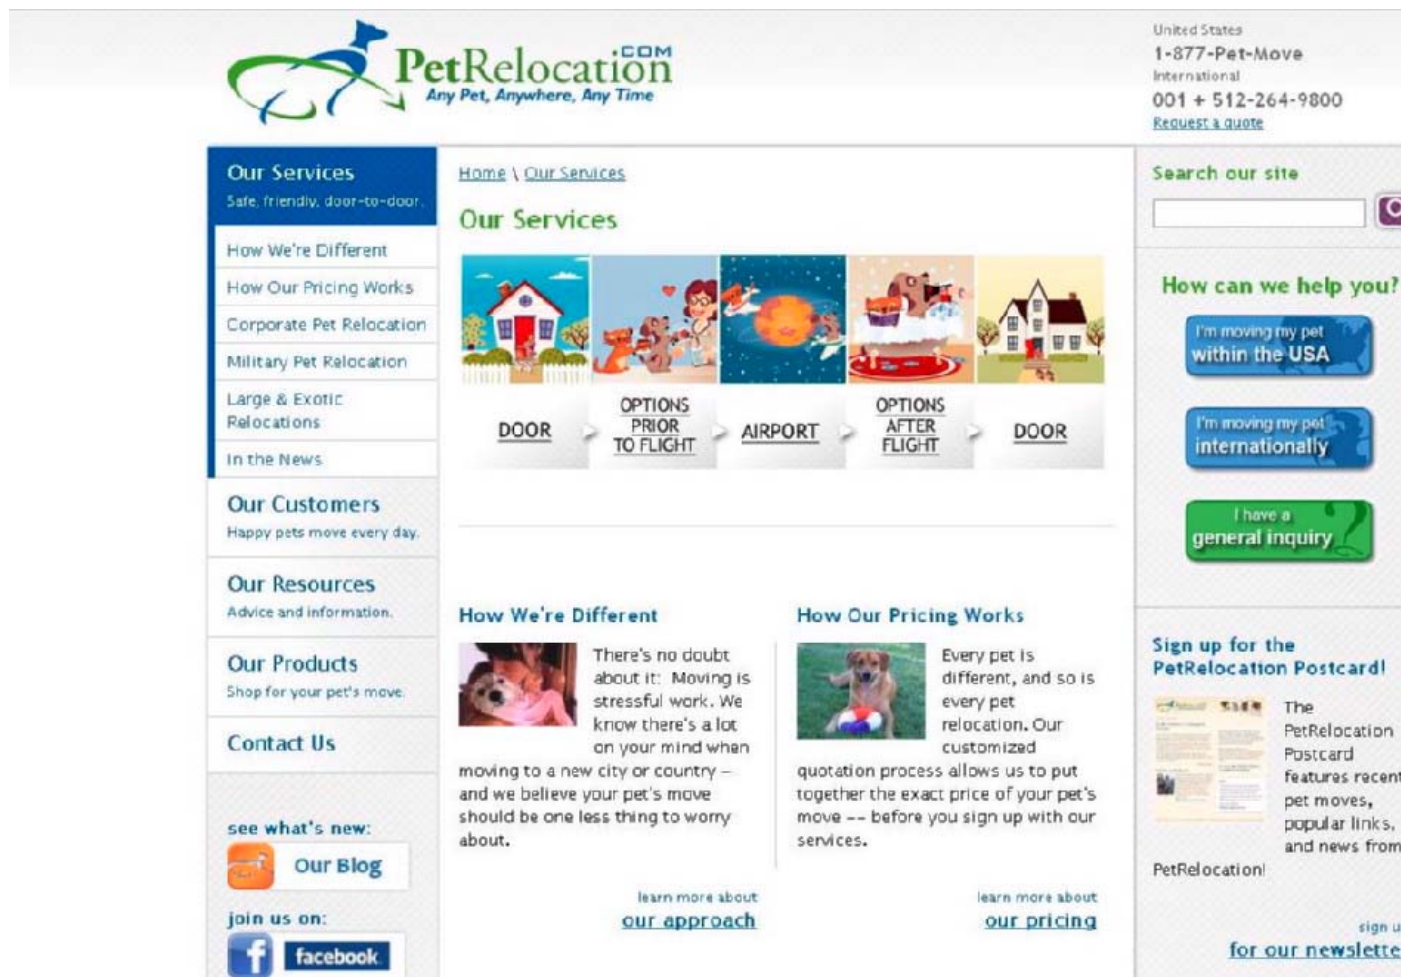 PetRelocation.COM
Any Pet, Anywhere, Any Time
United States
1-877-Pet-Move
International
001 + 512-264-9800
Request a quote
Our Services
Safe, friendly, door-to-door.
How We're Different
How Our Pricing Works
Corporate Pet Relocation
Military Pet Relocation
Large & Exotic
Relocations
In the News
Our Customers
Happy pets move every day.
Our Resources
Advice and information.
Our Products
Shop for your pet's move.
Contact Us
see what's new:
Our Blog
join us on:
facebook
Home \ Our Services
Our Services
DOOR
OPTIONS
PRIOR
TO FLIGHT
AIRPORT
OPTIONS
AFTER
FLIGHT
DOOR
How We're Different
There's no doubt
about it: Moving is
stressful work. We
know there's a lot
on your mind when
moving to a new city or country –
and we believe your pet's move
should be one less thing to worry
about.
learn more about
our approach
How Our Pricing Works
Every pet is
different, and so is
every pet
relocation. Our
customized
quotation process allows us to put
together the exact price of your pet's
move -- before you sign up with our
services.
learn more about
our pricing
Search our site
How can we help you?
I'm moving my pet
within the USA
I'm moving my pet
internationally
I have a
general inquiry
Sign up for the
PetRelocation Postcard!
The
PetRelocation
Postcard
features recent
pet moves,
popular links,
and news from
PetRelocation!
sign u
for our newslette